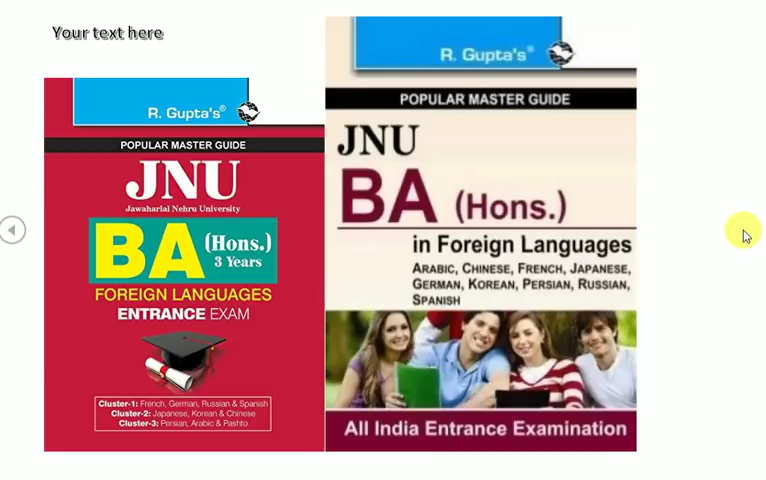 Your text here
R. Gupta's®
POPULAR MASTER GUIDE
JNU
Jawaharlal Nehru University
BA (Hons.)
3 Years
FOREIGN LANGUAGES
ENTRANCE EXAM
Cluster-1: French, German, Russian & Spanish
Cluster-2: Japanese, Korean & Chinese
Cluster-3: Persian, Arabic & Pashto
R. Gupta's®
POPULAR MASTER GUIDE
JNU
BA (Hons.)
in Foreign Languages
ARABIC, CHINESE, FRENCH, JAPANESE,
GERMAN, KOREAN, PERSIAN, RUSSIAN,
SPANISH
All India Entrance Examination